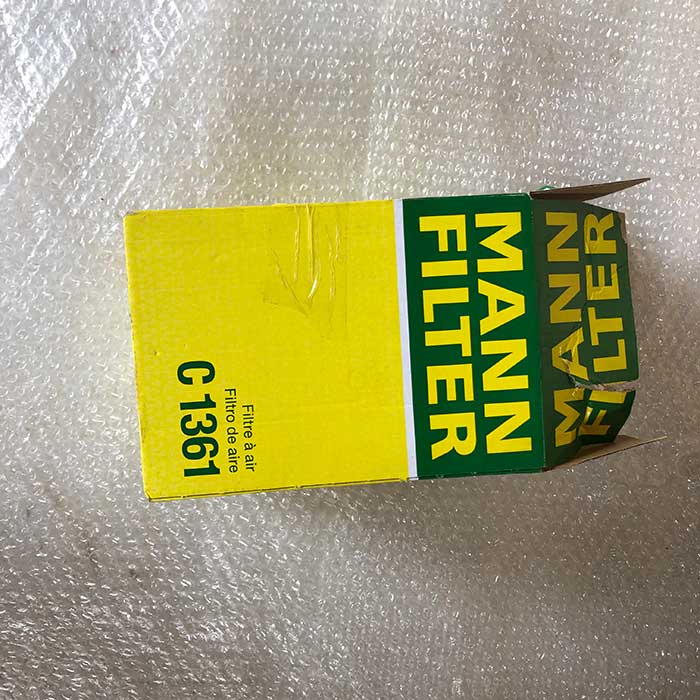 MANN
FILTER
MANN
FILTER
Filtre à air
Filtro de aire
C 1361